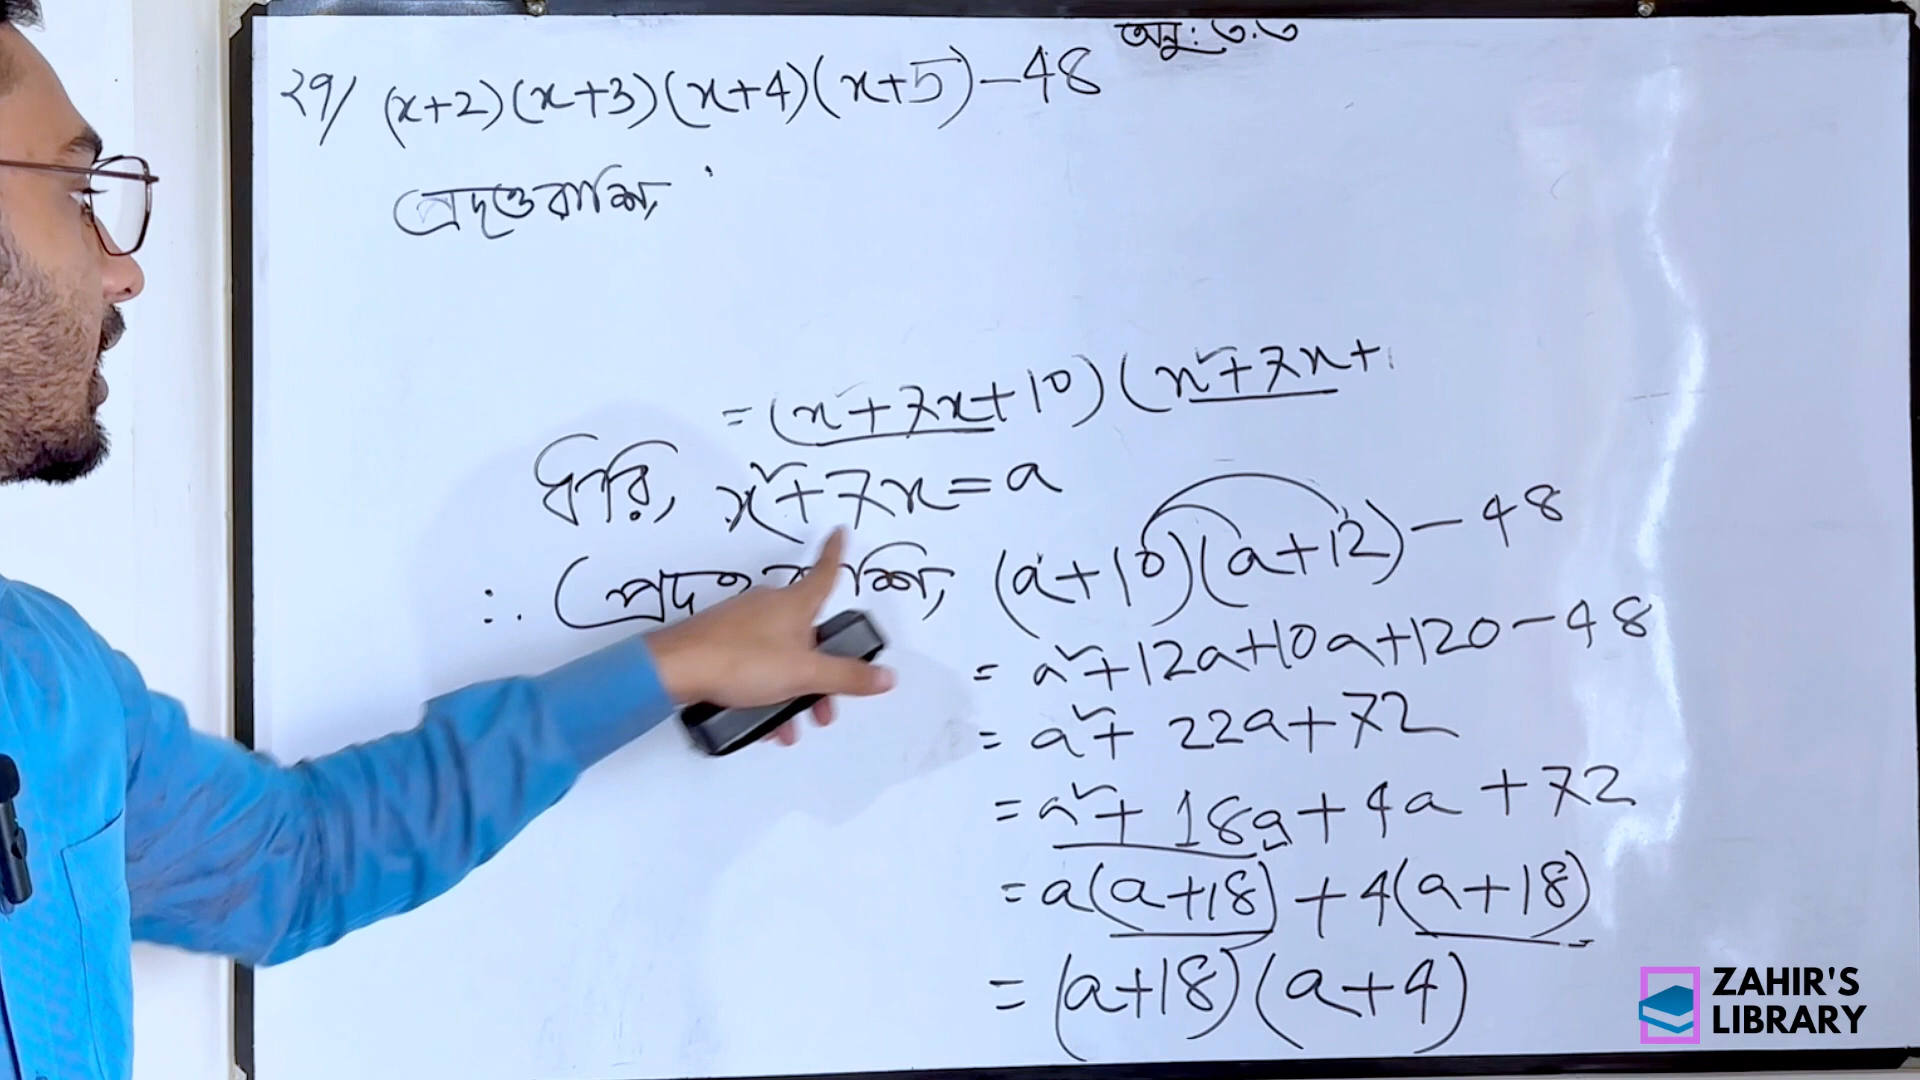 অনু: ৩.৩
২৭/ (x+2)(x+3)(x+4)(x+5)-48
প্রদত্তরাশি,
= (x²+7x+10)(x²+7x+
ধরি, x²+7x=a
∴ প্রদত্ত রাশি, (a+10)(a+12)-48
= a²+12a+10a+120-48
= a²+22a+72
= a²+18a+4a+72
= a(a+18)+4(a+18)
= (a+18)(a+4)
ZAHIR'S
LIBRARY